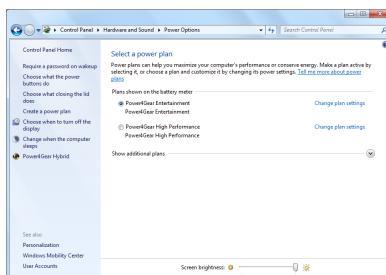 Control Panel ▸ Hardware and Sound ▸ Power Options
Search Control Panel
Control Panel Home
Require a password on wakeup
Choose what the power
buttons do
Choose what closing the lid
does
Create a power plan
Choose when to turn off the
display
Change when the computer
sleeps
Power4Gear Hybrid
See also
Personalization
Windows Mobility Center
User Accounts
Select a power plan
Power plans can help you maximize your computer's performance or conserve energy. Make a plan active by
selecting it, or choose a plan and customize it by changing its power settings. Tell me more about power
plans
Plans shown on the battery meter
Power4Gear Entertainment Change plan settings
Power4Gear Entertainment
Power4Gear High Performance Change plan settings
Power4Gear High Performance
Show additional plans
Screen brightness: